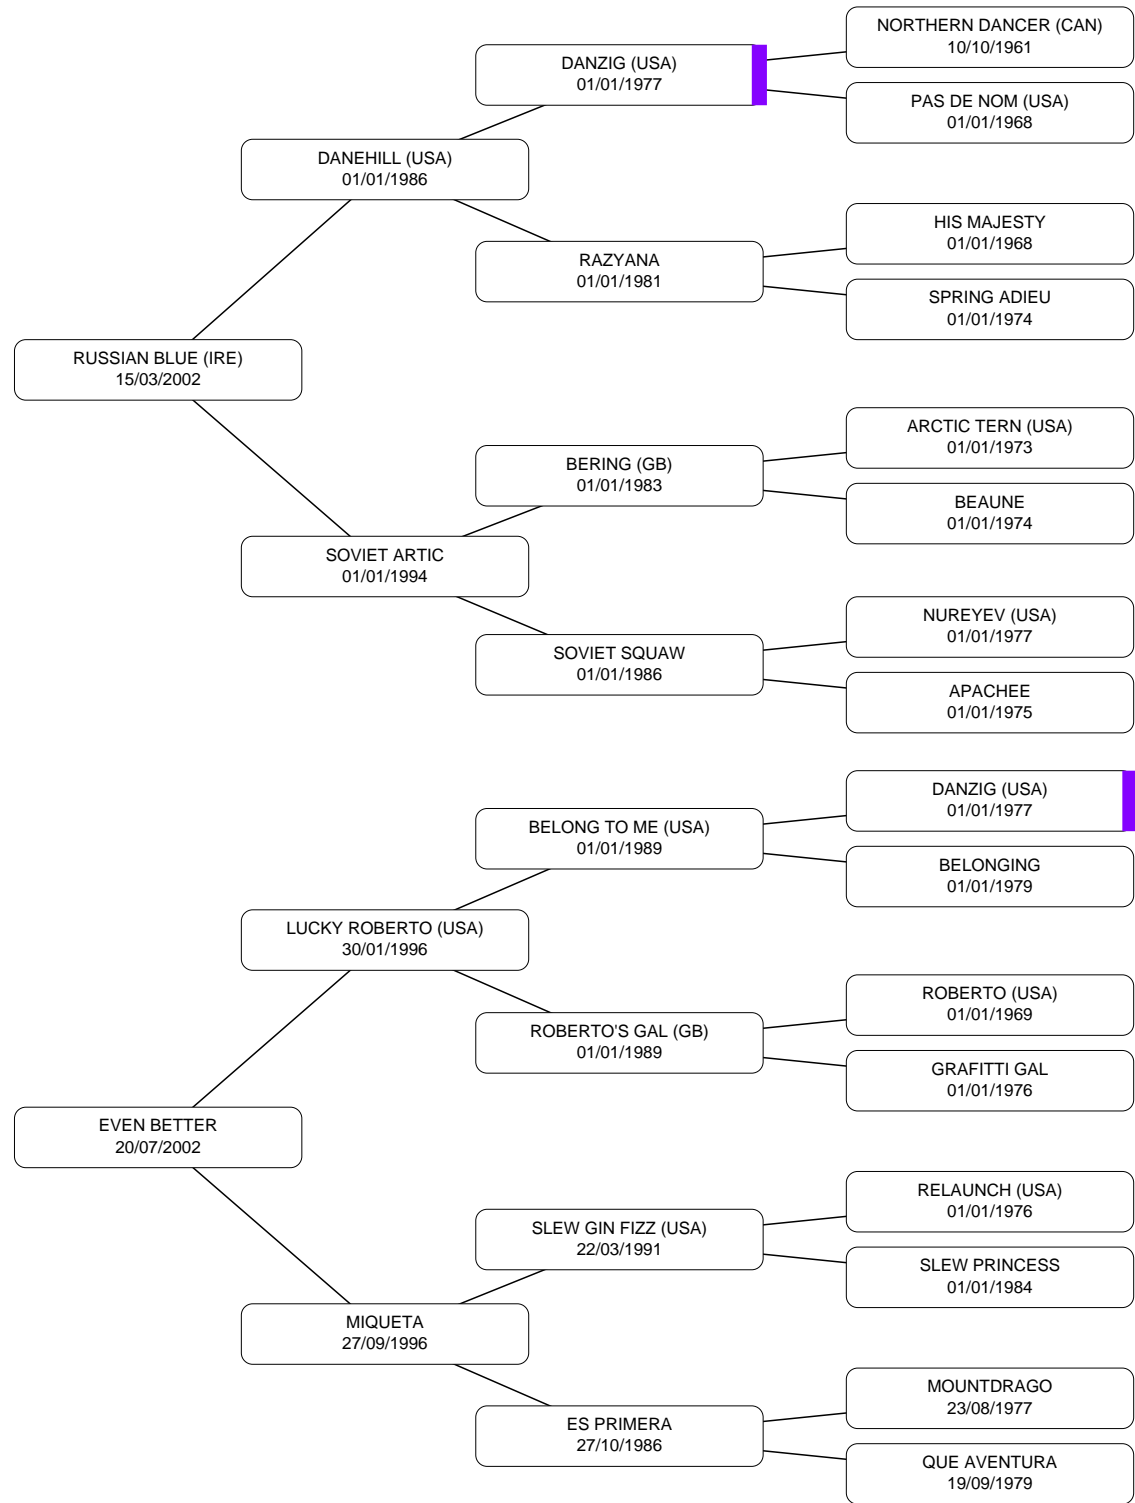 NORTHERN DANCER (CAN)
10/10/1961
DANZIG (USA)
01/01/1977
PAS DE NOM (USA)
01/01/1968
DANEHILL (USA)
01/01/1986
HIS MAJESTY
01/01/1968
RAZYANA
01/01/1981
SPRING ADIEU
01/01/1974
RUSSIAN BLUE (IRE)
15/03/2002
ARCTIC TERN (USA)
01/01/1973
BERING (GB)
01/01/1983
BEAUNE
01/01/1974
SOVIET ARTIC
01/01/1994
NUREYEV (USA)
01/01/1977
SOVIET SQUAW
01/01/1986
APACHEE
01/01/1975
DANZIG (USA)
01/01/1977
BELONG TO ME (USA)
01/01/1989
BELONGING
01/01/1979
LUCKY ROBERTO (USA)
30/01/1996
ROBERTO (USA)
01/01/1969
ROBERTO'S GAL (GB)
01/01/1989
GRAFITTI GAL
01/01/1976
EVEN BETTER
20/07/2002
RELAUNCH (USA)
01/01/1976
SLEW GIN FIZZ (USA)
22/03/1991
SLEW PRINCESS
01/01/1984
MIQUETA
27/09/1996
MOUNTDRAGO
23/08/1977
ES PRIMERA
27/10/1986
QUE AVENTURA
19/09/1979